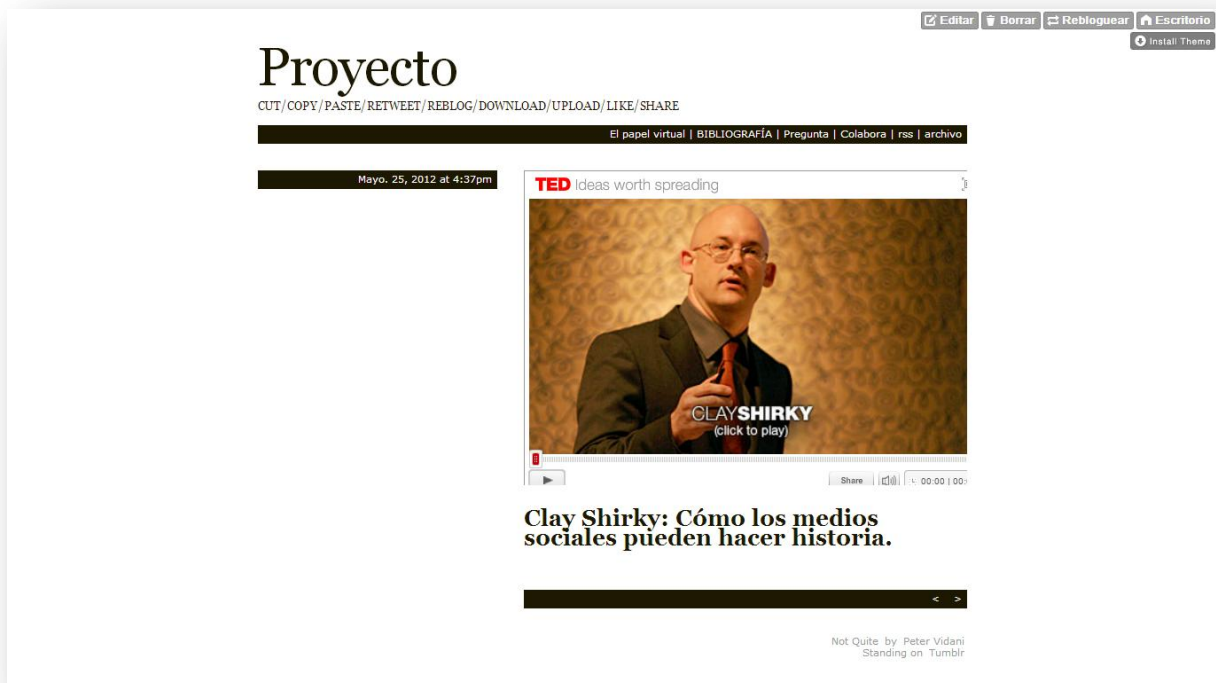 Editar Borrar Rebloguear Escritorio
Install Theme
Proyecto
CUT/COPY/PASTE/RETWEET/REBLOG/DOWNLOAD/UPLOAD/LIKE/SHARE
El papel virtual | BIBLIOGRAFÍA | Pregunta | Colabora | rss | archivo
Mayo. 25, 2012 at 4:37pm
TED Ideas worth spreading
CLAYSHIRKY
(click to play)
Share 00:00 | 00:
Clay Shirky: Cómo los medios
sociales pueden hacer historia.
< >
Not Quite by Peter Vidani
Standing on Tumblr